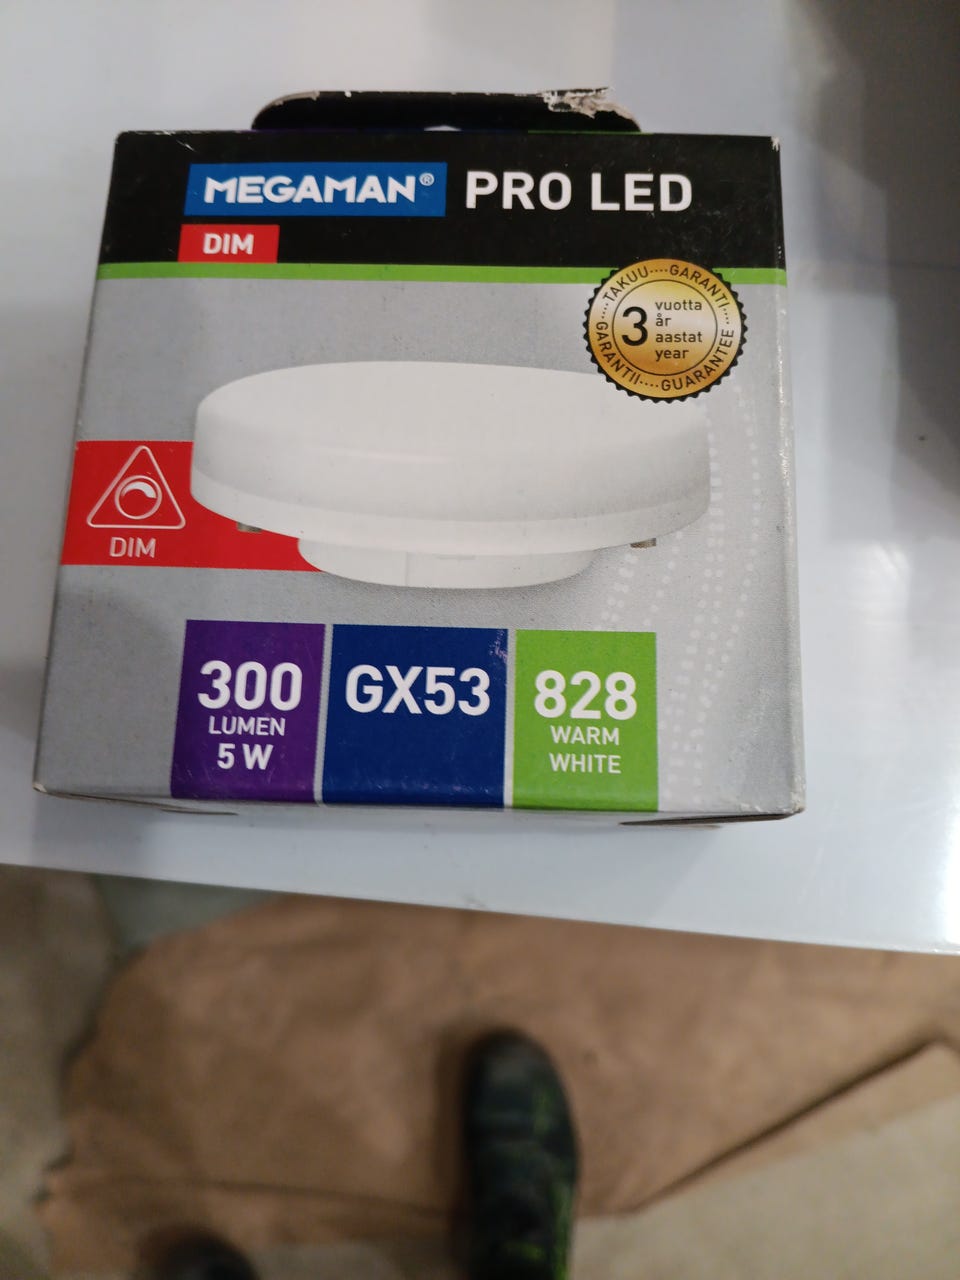 MEGAMAN® PRO LED
DIM
TAKUU····GARANTI····
GUARANTEE····GARANTII····
3
vuotta
år
aastat
year
DIM
300
LUMEN
5 W
GX53
828
WARM
WHITE